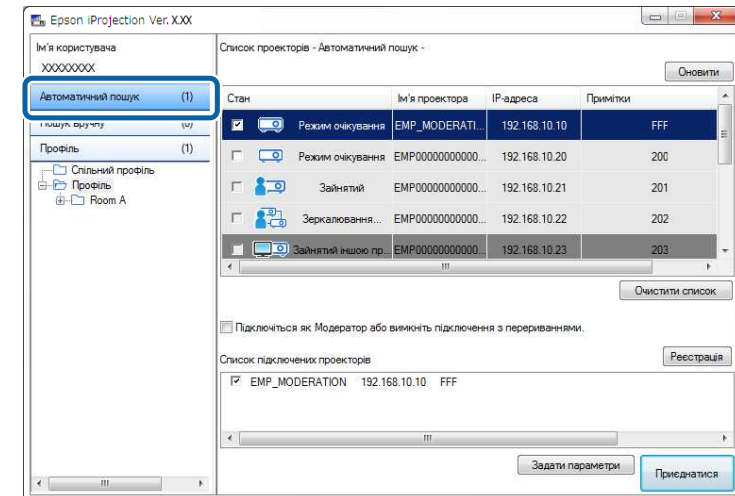 Epson iProjection Ver. X.XX
Ім'я користувача
XXXXXXXX
Автоматичний пошук (1)
Пошук вручну (0)
Профіль (1)
Спільний профіль
Профіль
Room A
Список проекторів - Автоматичний пошук -
Оновити
Стан Ім'я проектора IP-адреса Примітки
Режим очікування EMP_MODERATI... 192.168.10.10 FFF
Режим очікування EMP00000000000... 192.168.10.20 200
Зайнятий EMP00000000000... 192.168.10.21 201
Зеркалювання... EMP00000000000... 192.168.10.22 202
Зайнятий іншою пр... EMP00000000000... 192.168.10.23 203
Очистити список
Підключіться як Модератор або вимкніть підключення з перериваннями.
Список підключених проекторів
Реєстрація
EMP_MODERATION 192.168.10.10 FFF
Задати параметри
Приєднатися